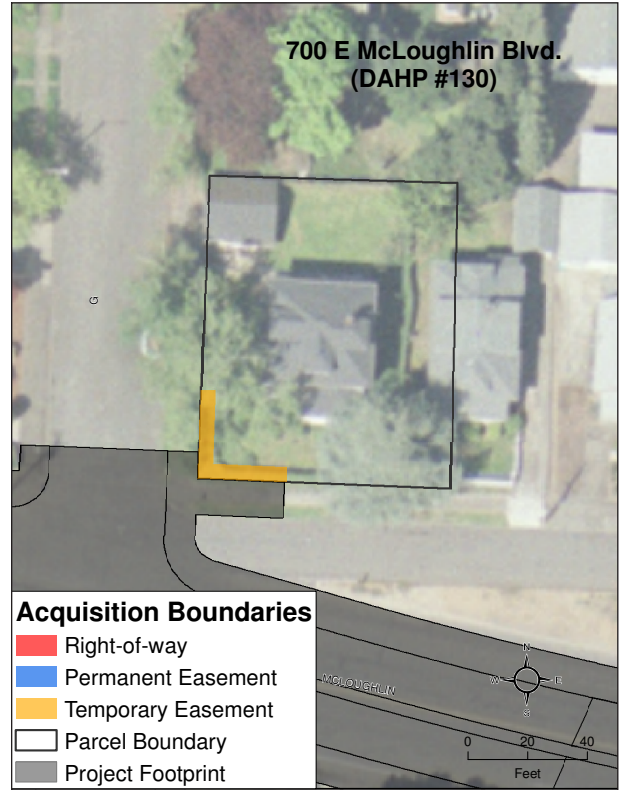 700 E McLoughlin Blvd.
(DAHP #130)
G
Acquisition Boundaries
Right-of-way
Permanent Easement
Temporary Easement
Parcel Boundary
Project Footprint
MCLOUGHLIN
N
W E
S
0 20 40
Feet